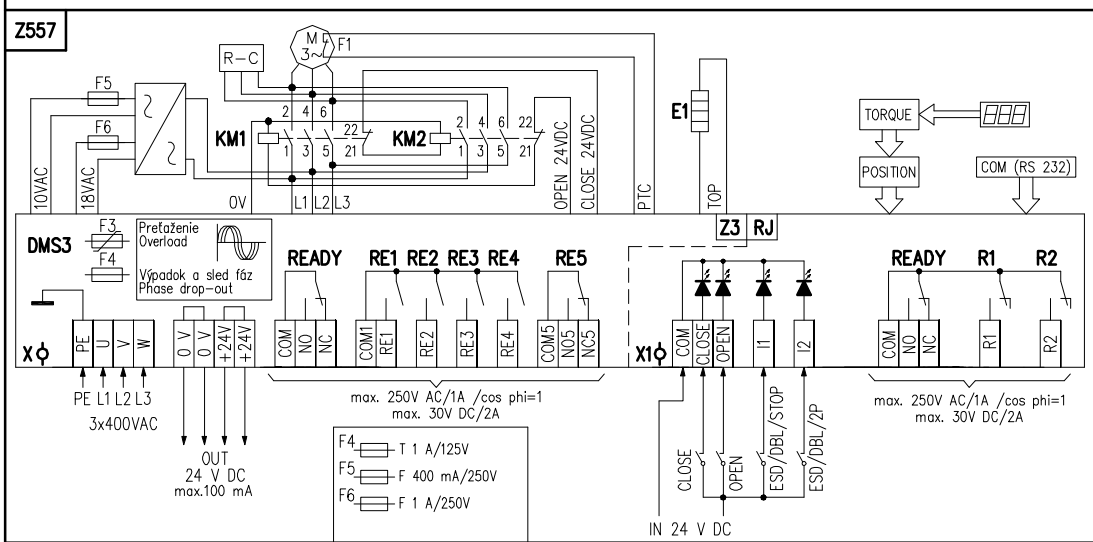 Z557
M
3~
F1
R-C
F5
F6
2 4 6
22
KM1
1 3 5 21
2 4 6
22
KM2
1 3 5 21
E1
TORQUE
POSITION
COM (RS 232)
10VAC
18VAC
0V
L1 L2 L3
OPEN 24VDC
CLOSE 24VDC
PTC
TOP
DMS3
F3
Preťaženie
Overload
F4
Výpadok a sled fáz
Phase drop-out
READY
RE1 RE2 RE3 RE4
RE5
Z3 RJ
READY
R1
R2
X
PE
U
V
W
0 V
0 V
+24V
+24V
COM
NO
NC
COM1
RE1
RE2
RE3
RE4
COM5
NO5
NC5
X1
COM
CLOSE
OPEN
I1
I2
COM
NO
NC
R1
R2
PE L1 L2 L3
3x400VAC
OUT
24 V DC
max.100 mA
max. 250V AC/1A /cos phi=1
max. 30V DC/2A
F4 T 1 A/125V
F5 F 400 mA/250V
F6 F 1 A/250V
CLOSE
OPEN
ESD/DBL/STOP
ESD/DBL/2P
IN 24 V DC
max. 250V AC/1A /cos phi=1
max. 30V DC/2A